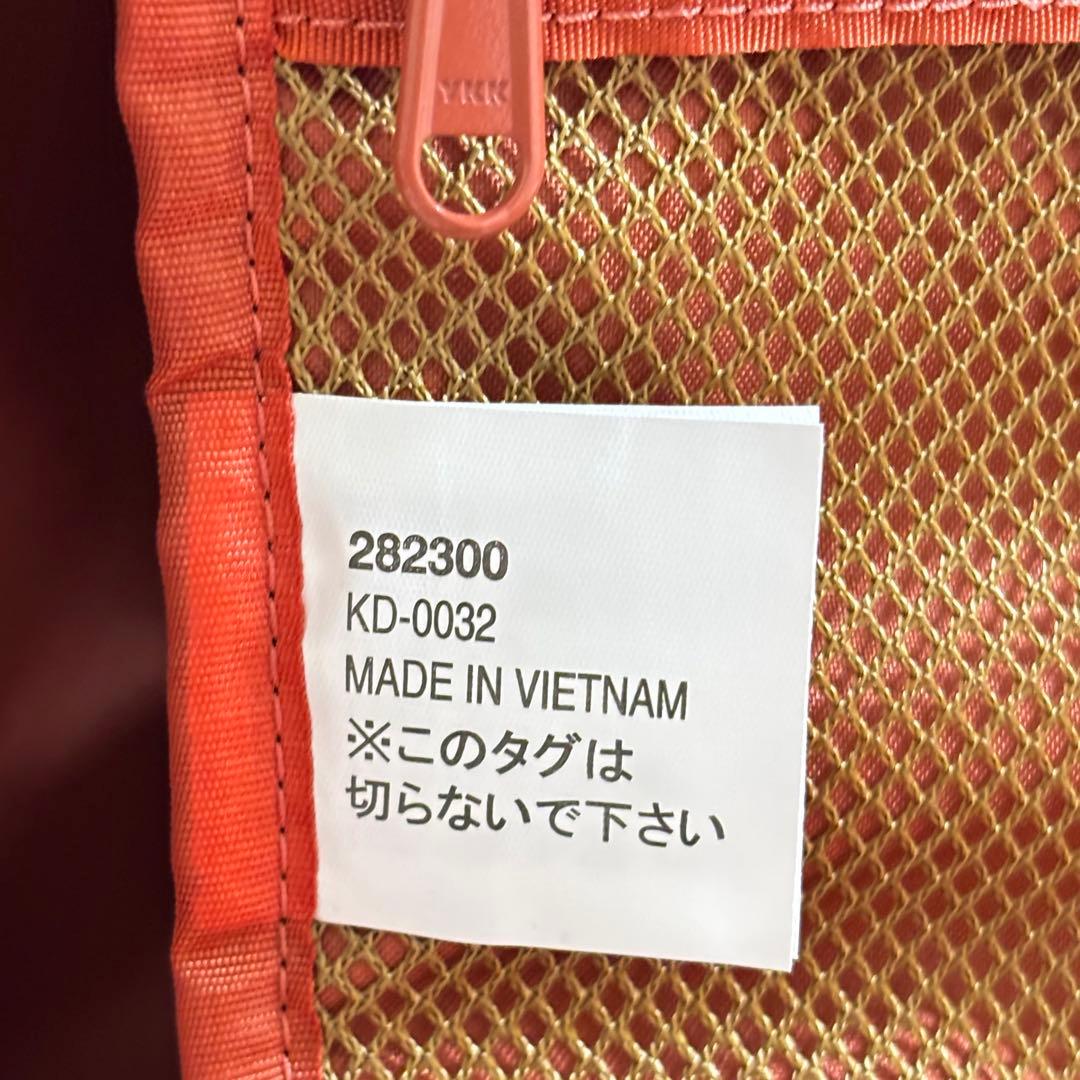 YKK
282300
KD-0032
MADE IN VIETNAM
※このタグは
切らないで下さい